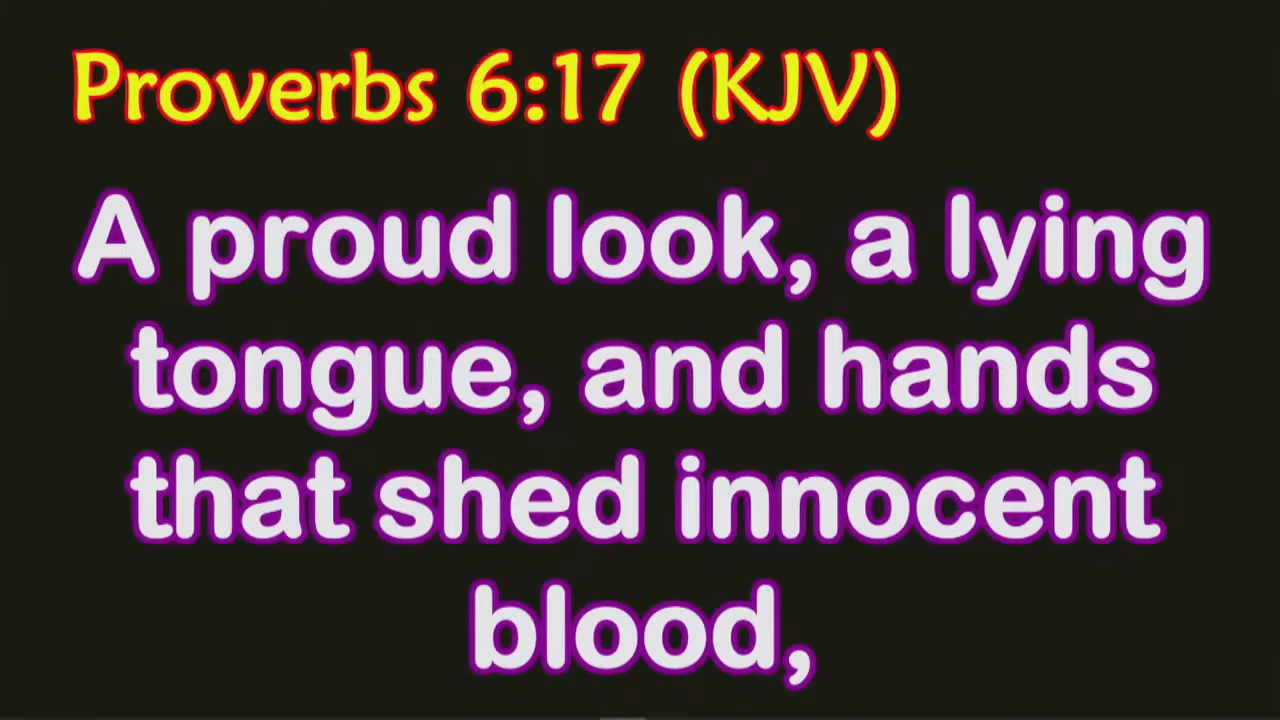 Proverbs 6:17 (KJV)
A proud look, a lying
tongue, and hands
that shed innocent
blood,